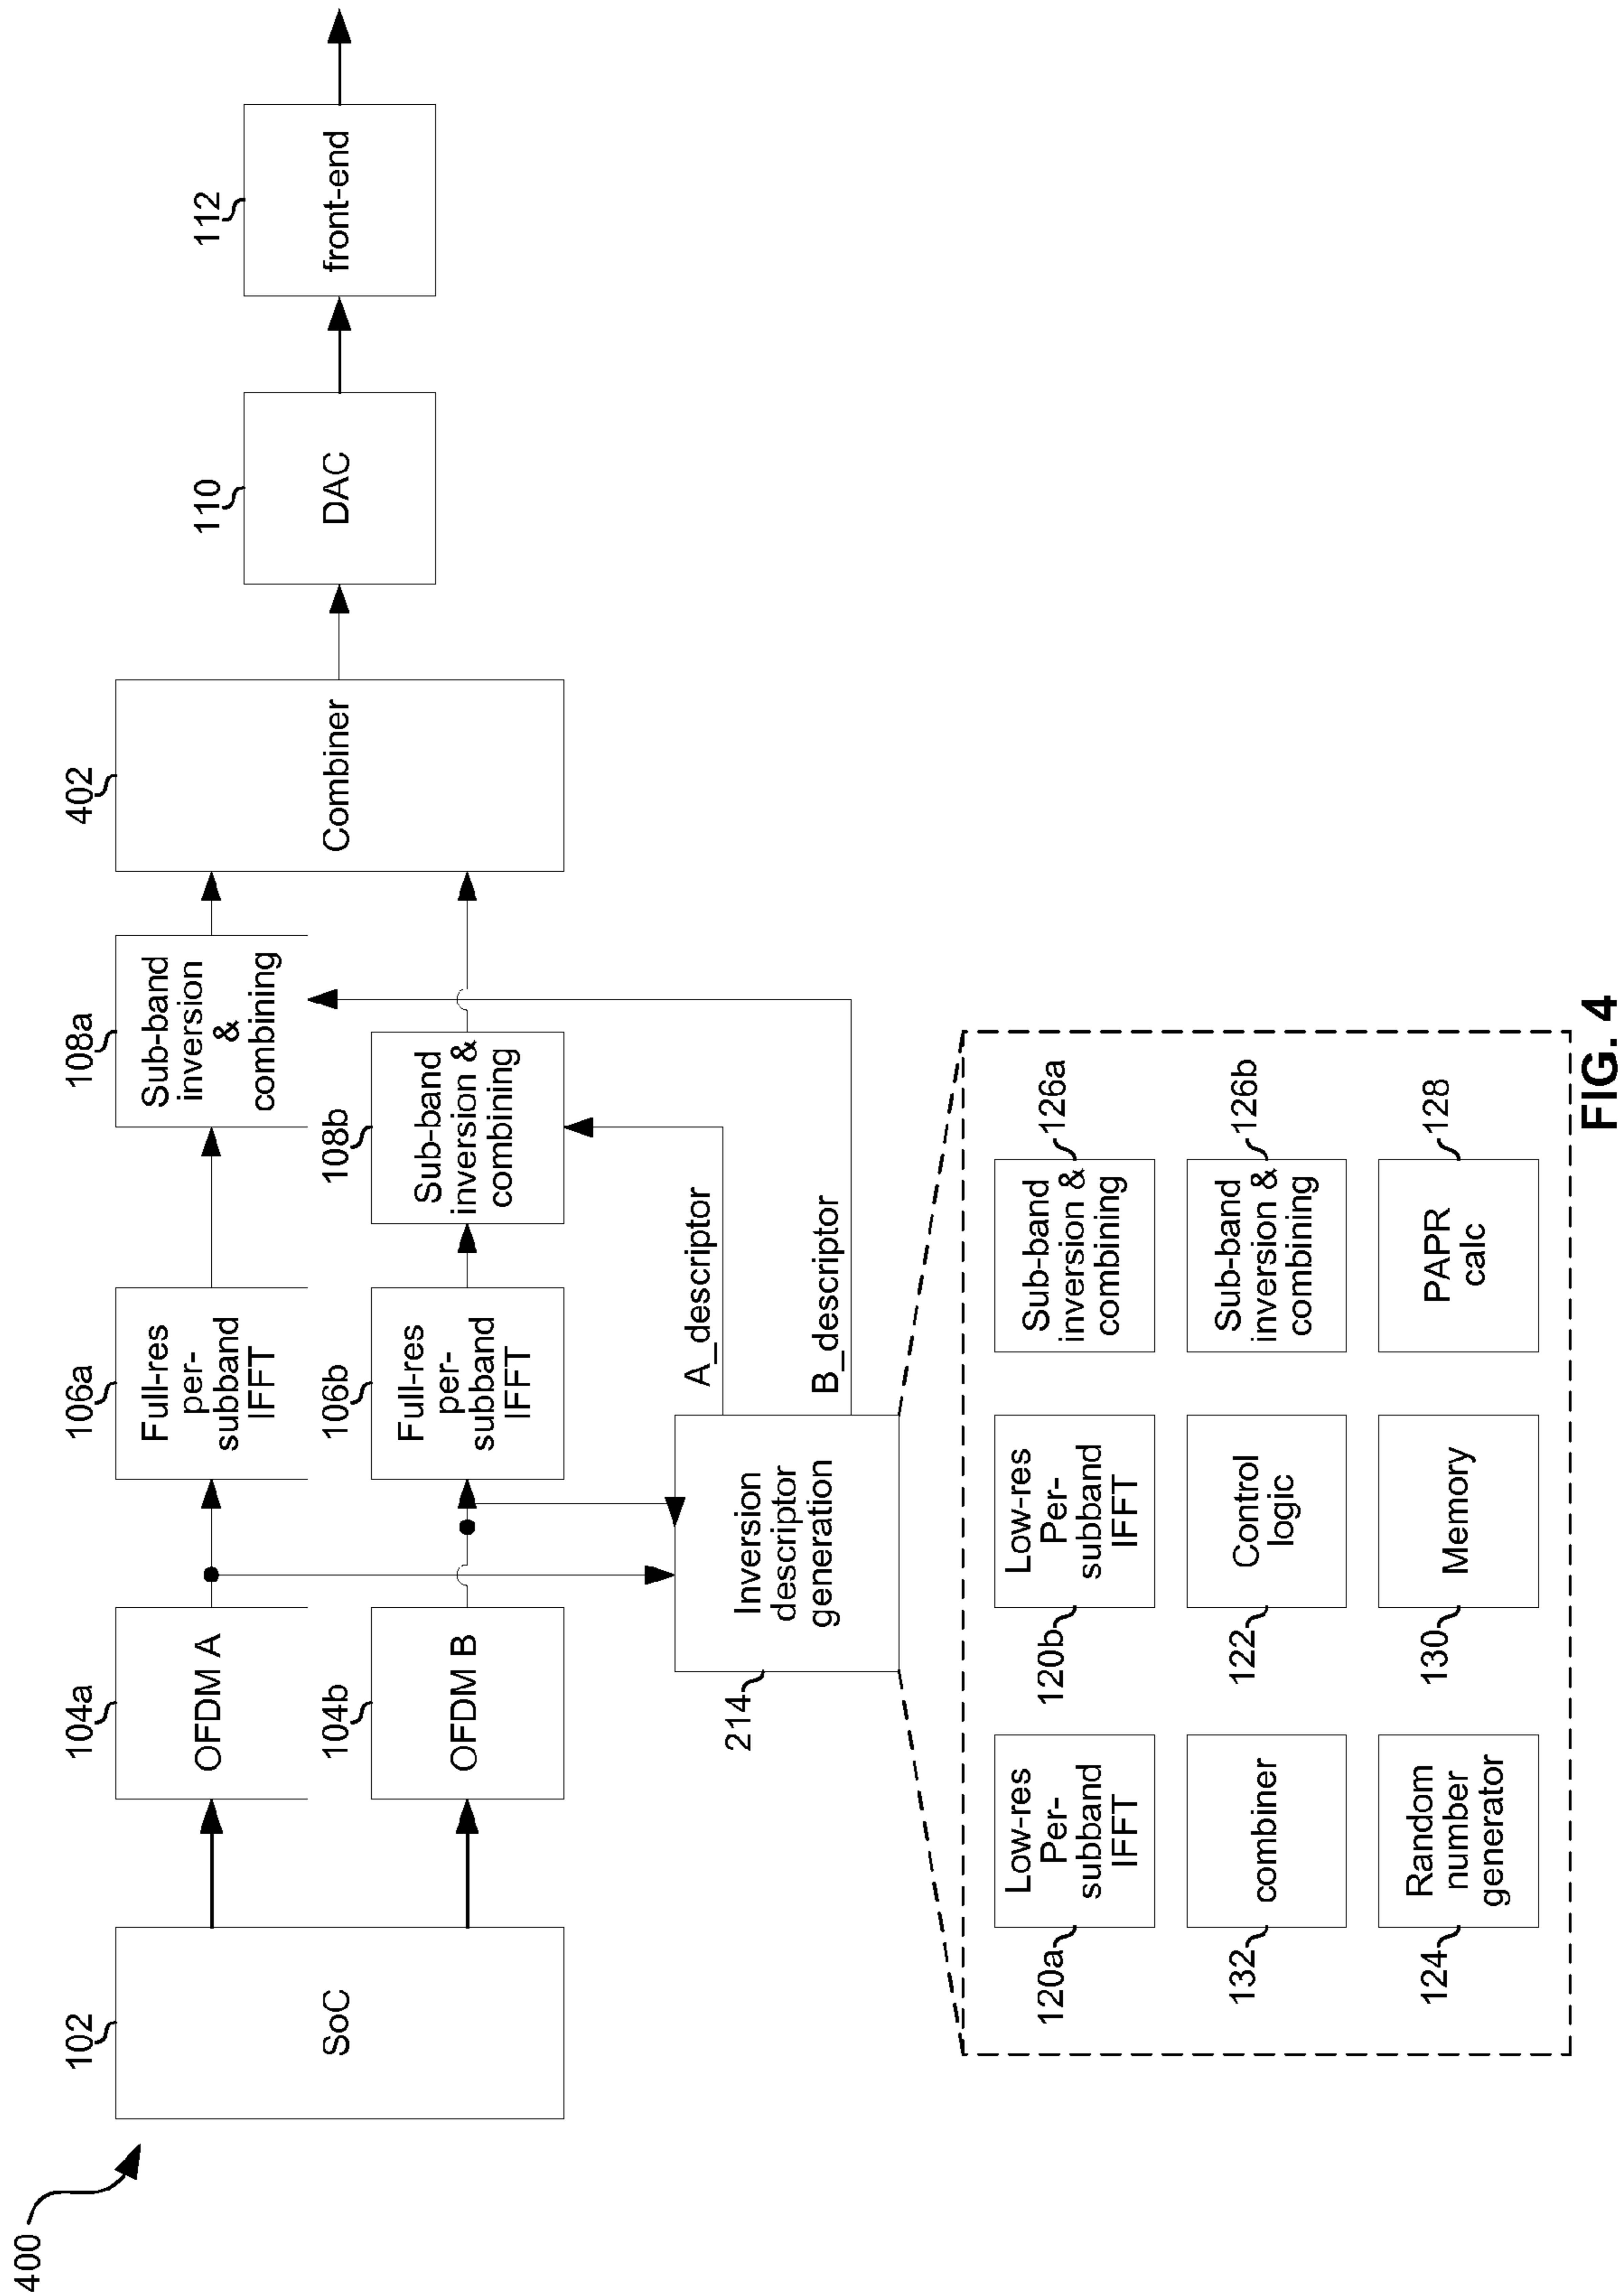 400
102
SoC
104a
OFDM A
104b
OFDM B
106a
Full-res
per-
subband
IFFT
106b
Full-res
per-
subband
IFFT
108a
Sub-band
inversion
&
combining
108b
Sub-band
inversion &
combining
402
Combiner
110
DAC
112
front-end
214
Inversion
descriptor
generation
A_descriptor
B_descriptor
120a
Low-res
Per-
subband
IFFT
120b
Low-res
Per-
subband
IFFT
126a
Sub-band
inversion &
combining
132
combiner
122
Control
logic
126b
Sub-band
inversion &
combining
124
Random
number
generator
130
Memory
128
PAPR
calc
FIG. 4